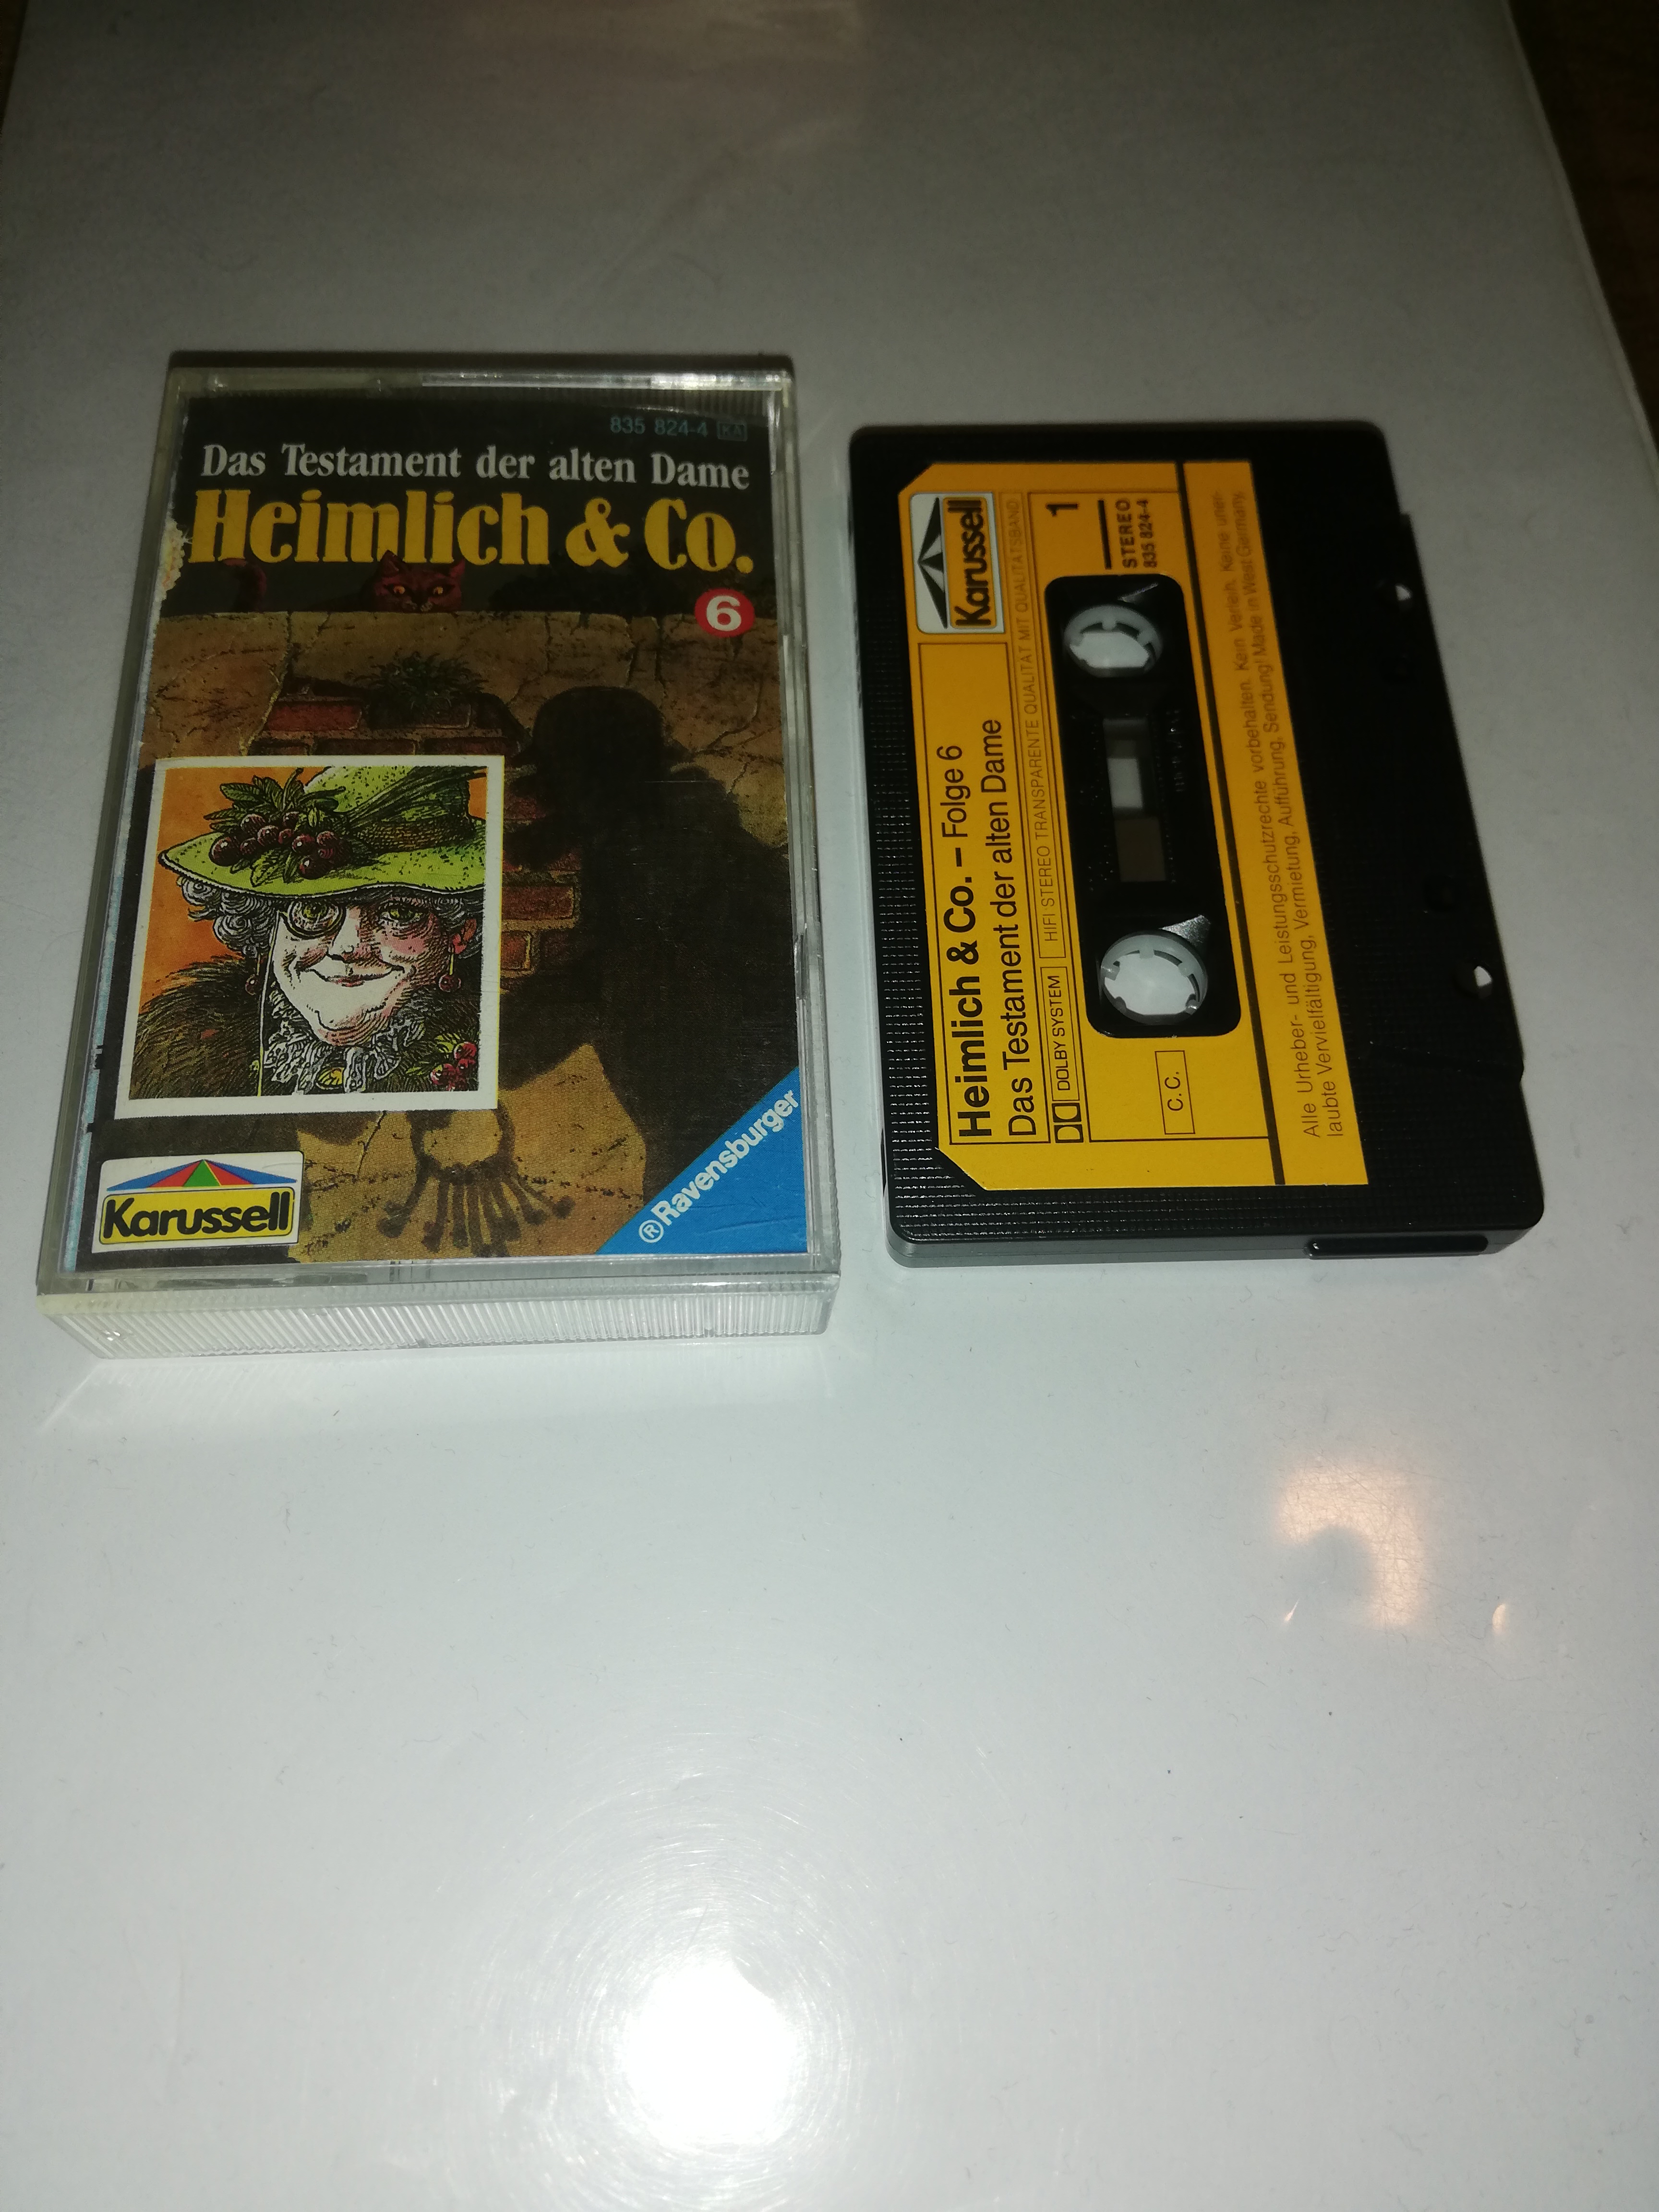 835 824-4 KA
Das Testament der alten Dame
Heimlich & Co.
6
Karussell
®Ravensburger
Karussell
Heimlich & Co. – Folge 6
Das Testament der alten Dame
DOLBY SYSTEM
HIFI STEREO TRANSPARENTE QUALITÄT MIT QUALITÄTSBAND
1
STEREO
835 824-4
C.C.
Alle Urheber- und Leistungsschutzrechte vorbehalten. Kein Verleih. Keine uner-
laubte Vervielfältigung, Vermietung, Aufführung, Sendung! Made in West Germany.